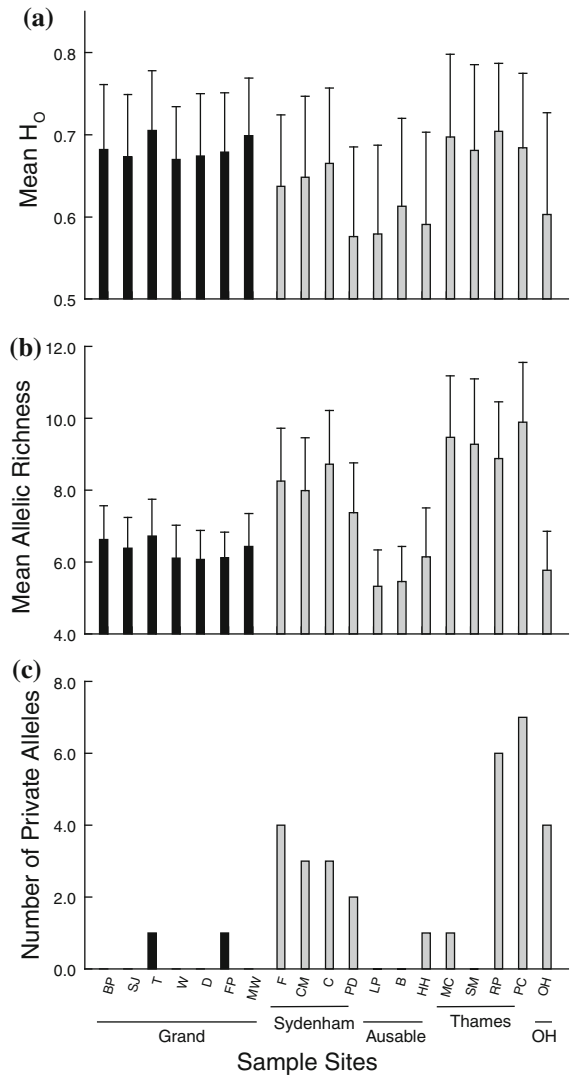 (a)
0.8
0.7
0.6
0.5
Mean HO
(b)
12.0
10.0
8.0
6.0
4.0
Mean Allelic Richness
(c)
8.0
6.0
4.0
2.0
0.0
Number of Private Alleles
BP SJ T W D FP MW F CM C PD LP B HH MC SM RP PC OH
Grand Sydenham Ausable Thames OH
Sample Sites